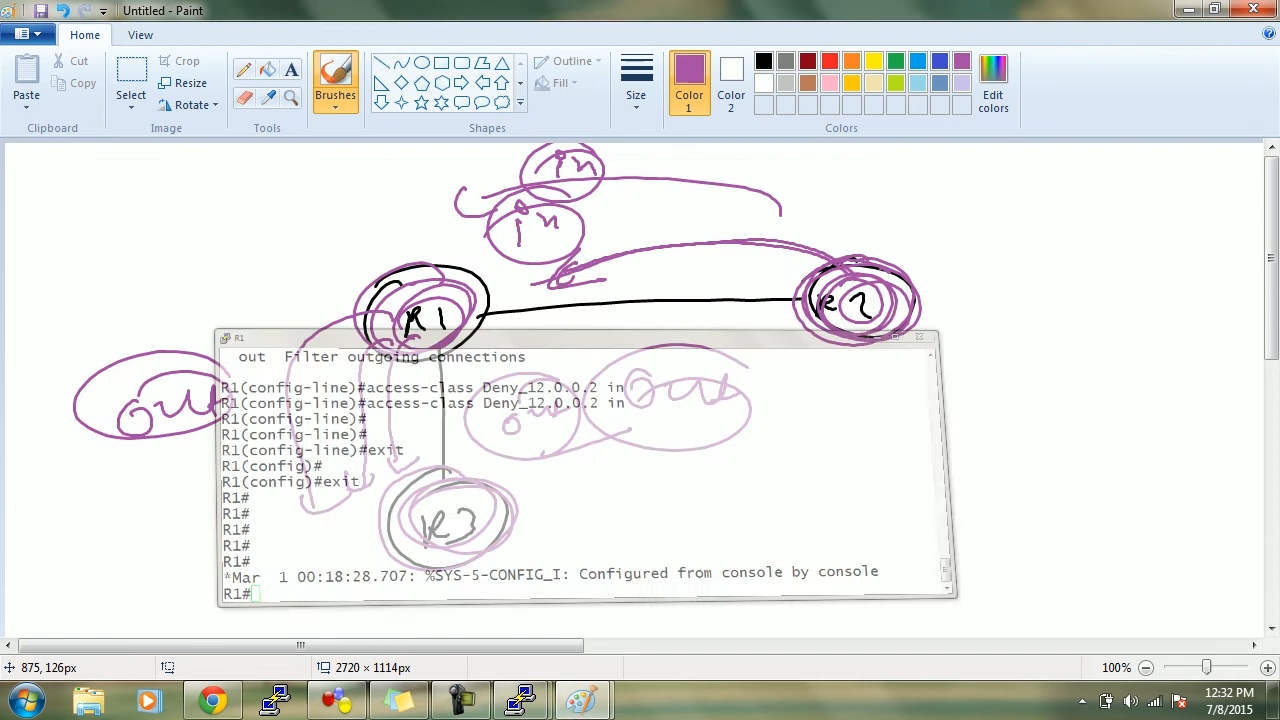 Untitled - Paint
Home View
Paste
Cut
Copy
Clipboard
Select
Crop
Resize
Rotate
Image
Tools
Brushes
Outline
Fill
Shapes
Size
Color 1
Color 2
Edit colors
Colors
in
in
R1
R2
out
out
out
R3
R1
out Filter outgoing connections
R1(config-line)#access-class Deny_12.0.0.2 in
R1(config-line)#access-class Deny_12.0.0.2 in
R1(config-line)#
R1(config-line)#
R1(config-line)#exit
R1(config)#
R1(config)#exit
R1#
R1#
R1#
R1#
R1#
*Mar 1 00:18:28.707: %SYS-5-CONFIG_I: Configured from console by console
R1#
875, 126px
2720 × 1114px
100%
12:32 PM
7/8/2015